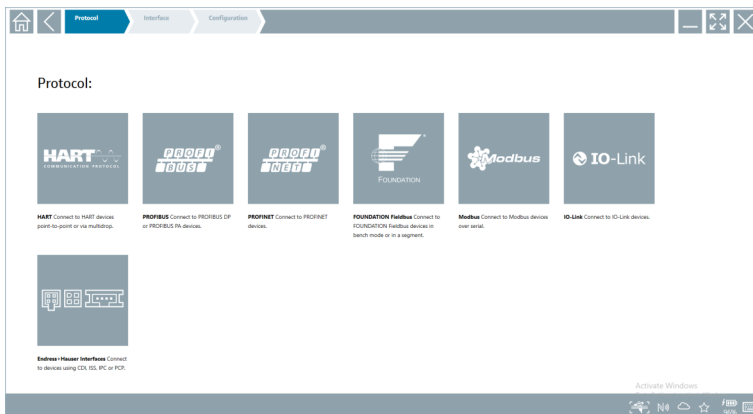 Protocol
Interface
Configuration
Protocol:
HART
COMMUNICATION PROTOCOL
PROFI®
BUS
PROFI®
NET
FOUNDATION
Modbus
IO-Link
HART Connect to HART devices
point-to-point or via multidrop.
PROFIBUS Connect to PROFIBUS DP
or PROFIBUS PA devices.
PROFINET Connect to PROFINET
devices.
FOUNDATION Fieldbus Connect to
FOUNDATION Fieldbus devices in
bench mode or in a segment.
Modbus Connect to Modbus devices
over serial.
IO-Link Connect to IO-Link devices.
Endress+Hauser Interfaces Connect
to devices using CDI, ISS, IPC or PCP.
Activate Windows